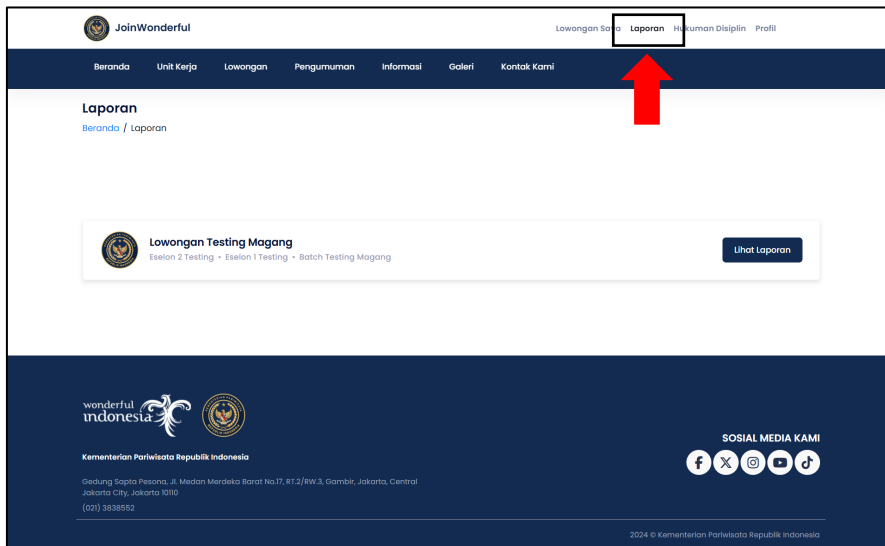 JoinWonderful
Lowongan Saya Laporan Hukuman Disiplin Profil
Beranda Unit Kerja Lowongan Pengumuman Informasi Galeri Kontak Kami
Laporan
Beranda / Laporan
Lowongan Testing Magang
Eselon 2 Testing • Eselon 1 Testing • Batch Testing Magang
Lihat Laporan
wonderful
indonesia
SOSIAL MEDIA KAMI
Kementerian Pariwisata Republik Indonesia
Gedung Sapta Pesona, Jl. Medan Merdeka Barat No.17, RT.2/RW.3, Gambir, Jakarta, Central
Jakarta City, Jakarta 10110
(021) 3838552
2024 © Kementerian Pariwisata Republik Indonesia